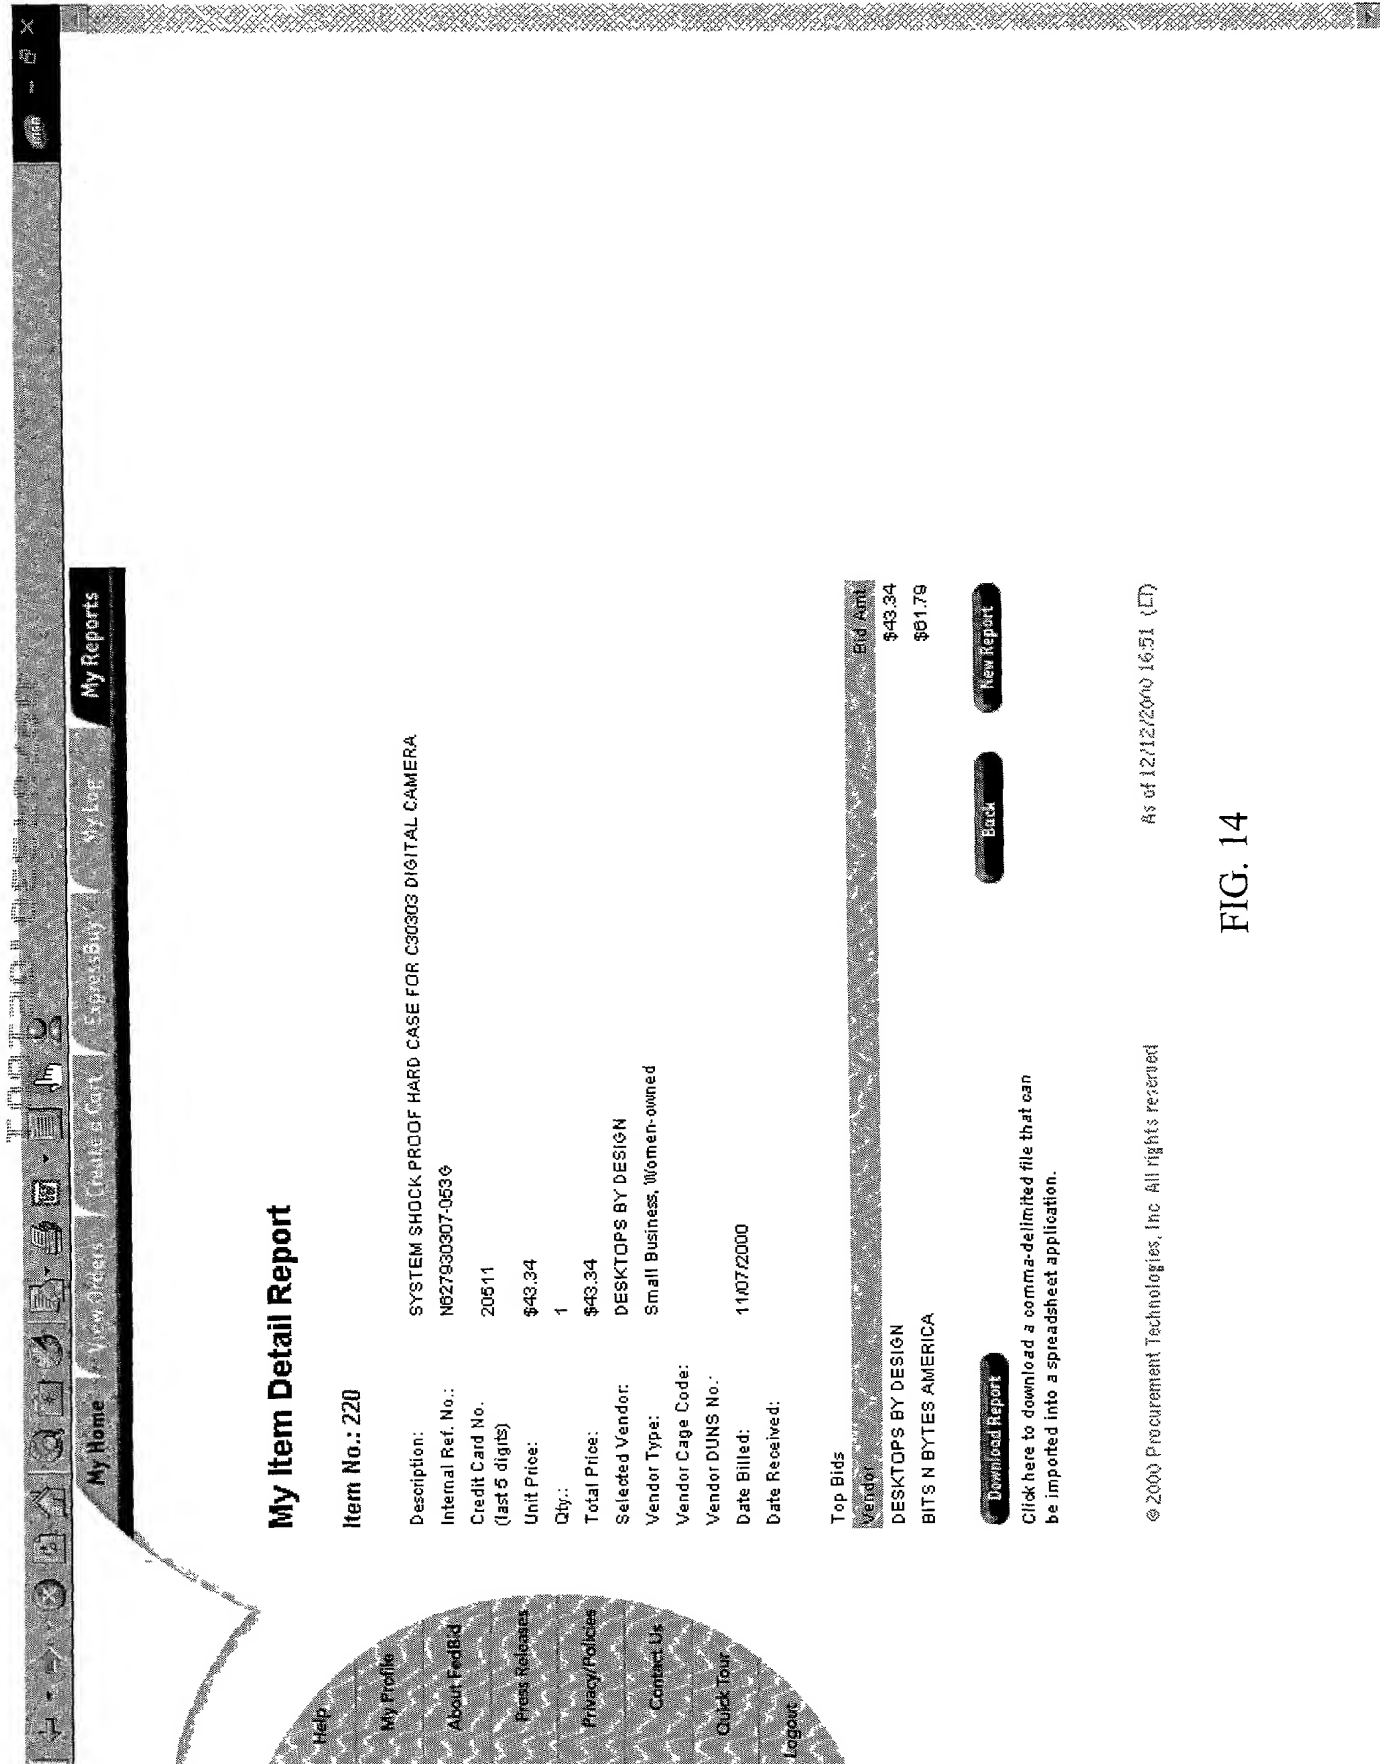 My Home
View Orders
Create a Cart
ExpressBuy
My Log
My Reports
Help
My Profile
About FedBid
Press Releases
Privacy/Policies
Contact Us
Quick Tour
Logout
My Item Detail Report
Item No.: 220
Description: SYSTEM SHOCK PROOF HARD CASE FOR C30303 DIGITAL CAMERA
Internal Ref. No.: N627930307-053G
Credit Card No. 20511
(last 5 digits)
Unit Price: $43.34
Qty.: 1
Total Price: $43.34
Selected Vendor: DESKTOPS BY DESIGN
Vendor Type: Small Business, Women-owned
Vendor Cage Code:
Vendor DUNS No.:
Date Billed: 11/07/2000
Date Received:
Top Bids
Vendor Bid Amt.
DESKTOPS BY DESIGN $43.34
BITS N BYTES AMERICA $61.79
Download Report Back New Report
Click here to download a comma-delimited file that can
be imported into a spreadsheet application.
© 2000 Procurement Technologies, Inc All rights reserved As of 12/12/2000 16:51
FIG. 14